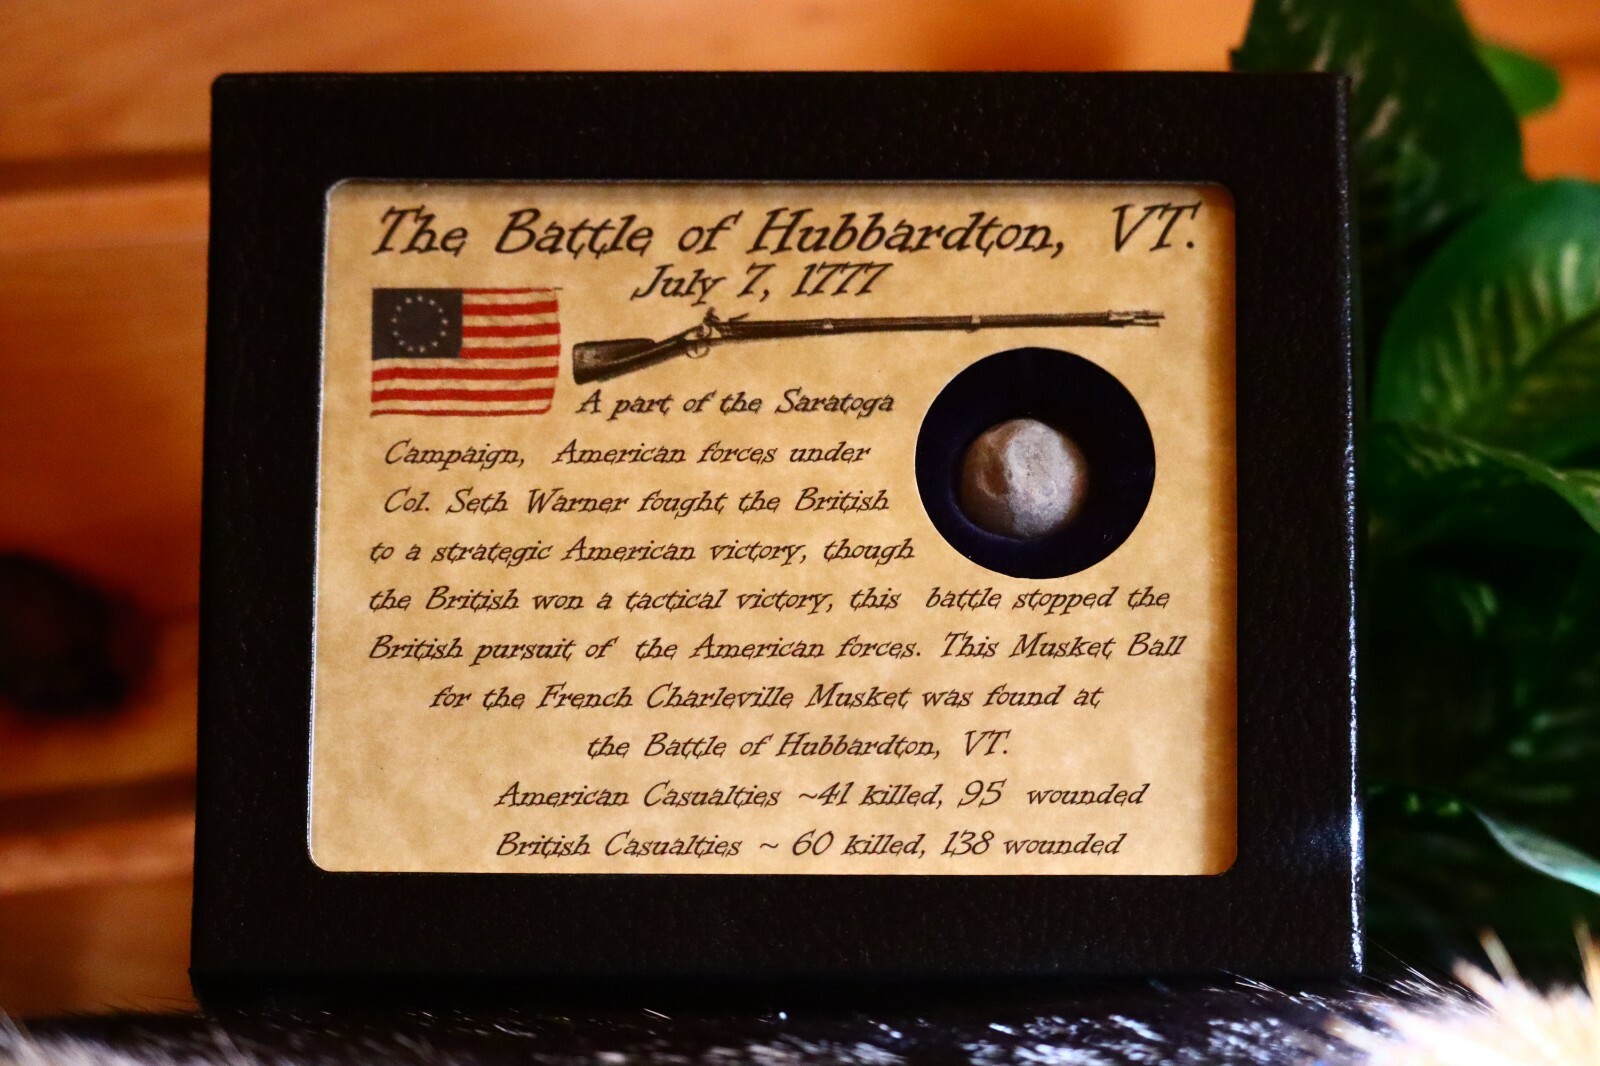 The Battle of Hubbardton, VT.
July 7, 1777
A part of the Saratoga
Campaign, American forces under
Col. Seth Warner fought the British
to a strategic American victory, though
the British won a tactical victory, this battle stopped the
British pursuit of the American forces. This Musket Ball
for the French Charleville Musket was found at
the Battle of Hubbardton, VT.
American Casualties ~41 killed, 95 wounded
British Casualties ~ 60 killed, 138 wounded